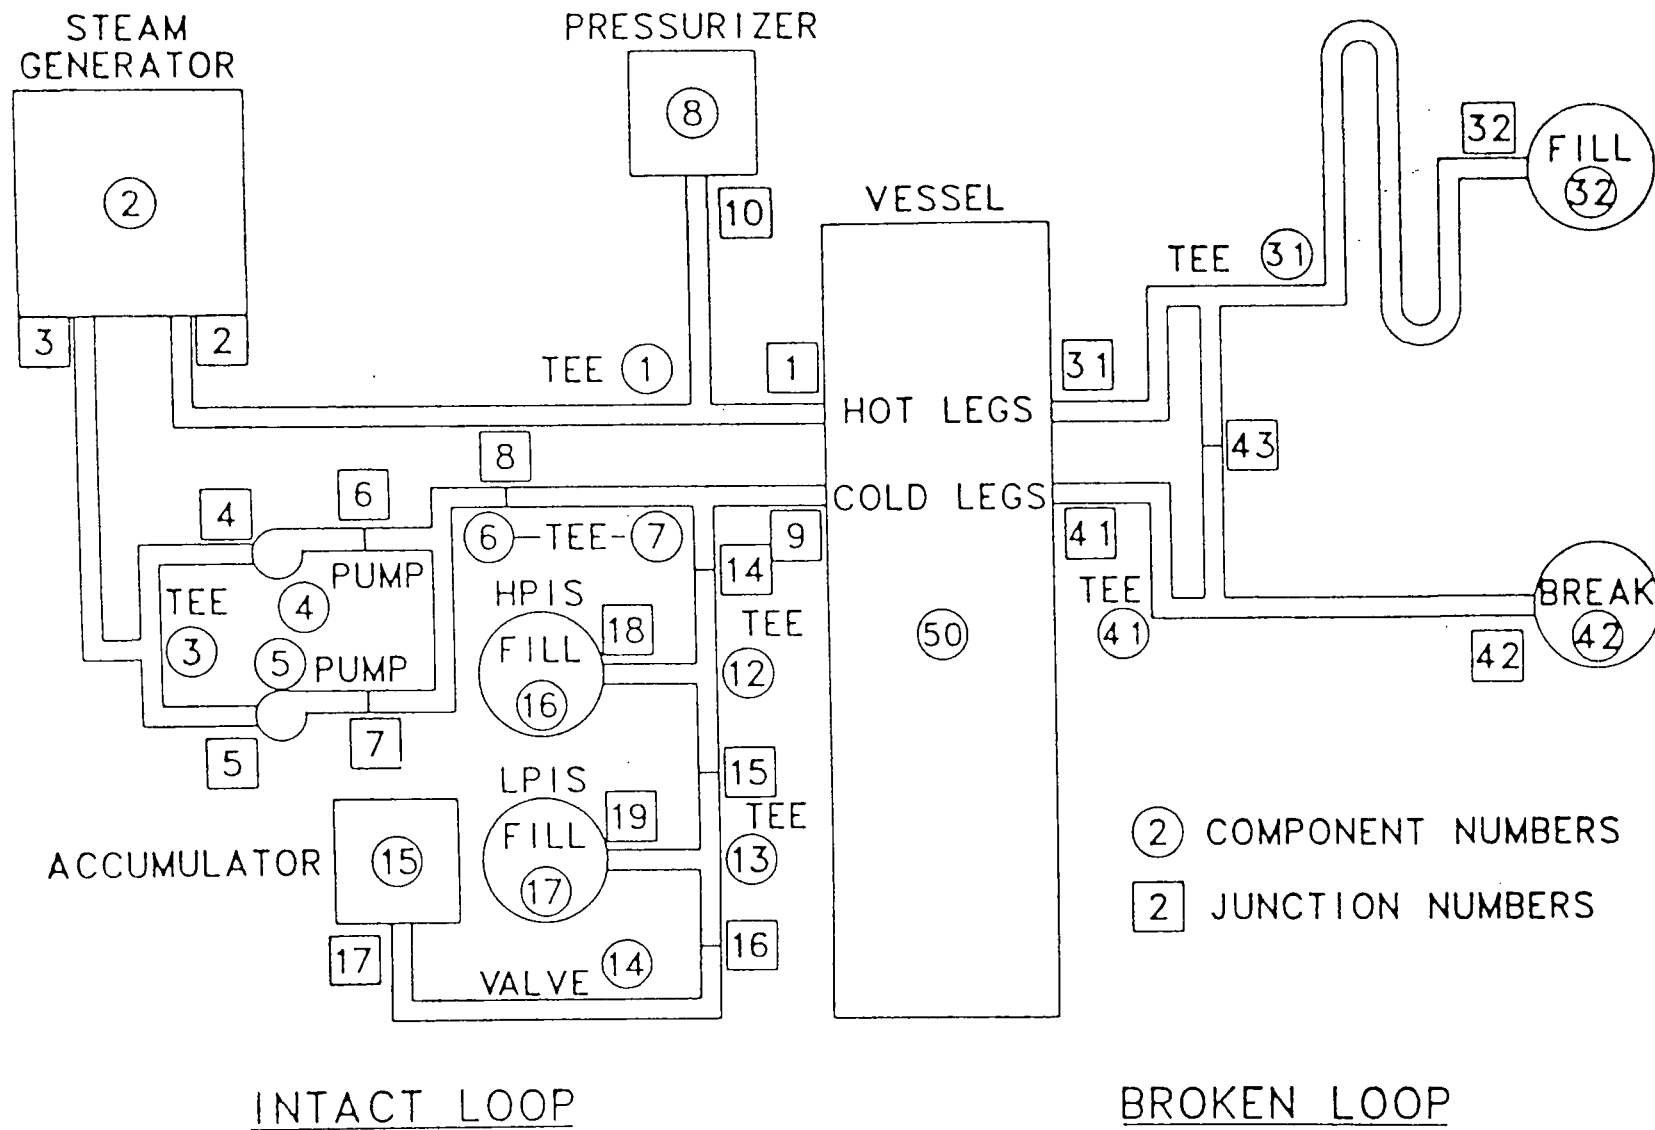 STEAM
GENERATOR
2
3
2
PRESSURIZER
8
10
TEE 1
1
VESSEL
HOT LEGS
COLD LEGS
50
31
TEE 31
32
FILL
32
43
41
TEE
41
BREAK
42
42
8
6
4
6-TEE-7
9
PUMP
4
TEE
3
5
PUMP
5
7
14
HPIS
18
FILL
16
TEE
12
15
LPIS
19
FILL
17
TEE
13
16
ACCUMULATOR
15
17
VALVE 14
2 COMPONENT NUMBERS
2 JUNCTION NUMBERS
INTACT LOOP
BROKEN LOOP